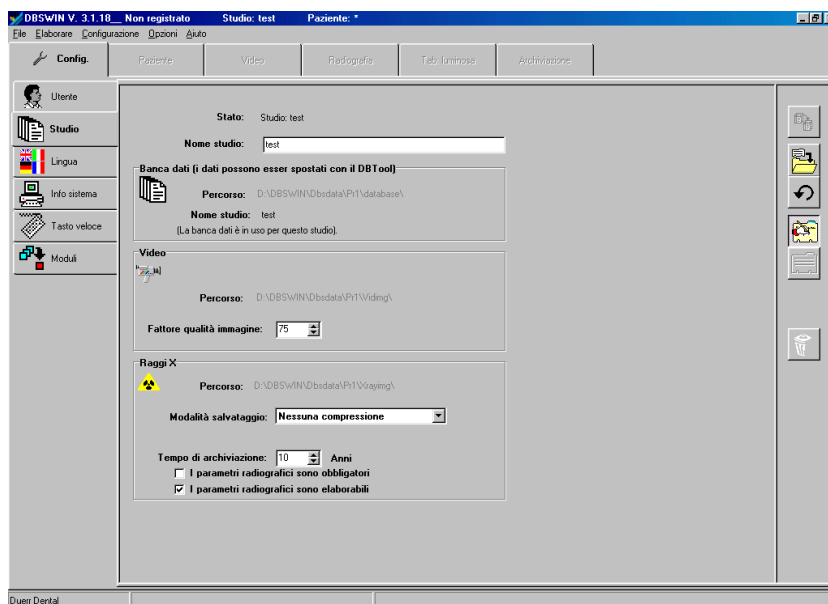 DBSWIN V. 3.1.18__ Non registrato Studio: test Paziente: *
File Elaborare Configurazione Opzioni Aiuto
Config. Paziente Video Radiografia Tab. luminosa Archiviazione
Utente
Studio
Lingua
Info sistema
Tasto veloce
Moduli
Stato: Studio: test
Nome studio: test
Banca dati (i dati possono esser spostati con il DBTool)
Percorso: D:\DBSWIN\Dbsdata\Pr1\database\
Nome studio: test
(La banca dati è in uso per questo studio).
Video
Percorso: D:\DBSWIN\Dbsdata\Pr1\Vidimg\
Fattore qualità immagine: 75
Raggi X
Percorso: D:\DBSWIN\Dbsdata\Pr1\Xrayimg\
Modalità salvataggio: Nessuna compressione
Tempo di archiviazione: 10 Anni
I parametri radiografici sono obbligatori
I parametri radiografici sono elaborabili
Duerr Dental